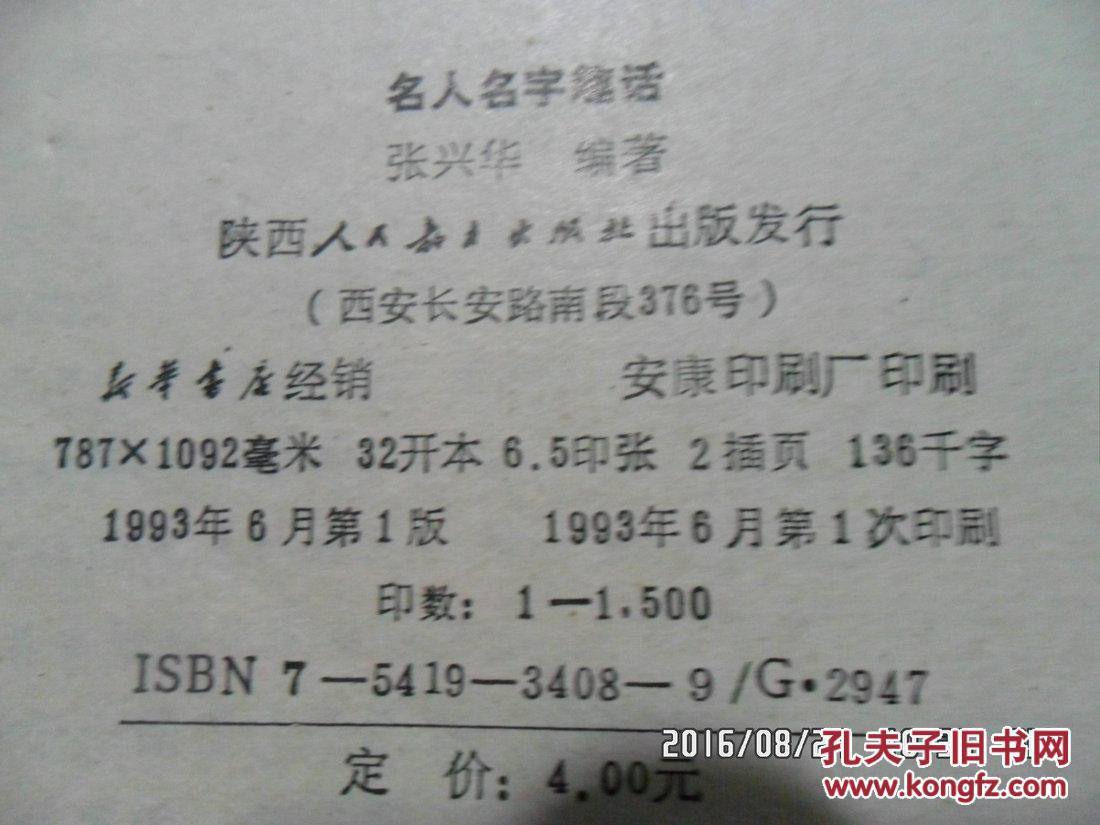 名人名字趣话
张兴华 编著
陕西人民教育出版社出版发行
（西安长安路南段376号）
新华书店经销 安康印刷厂印刷
787×1092毫米 32开本 6.5印张 2插页 136千字
1993年6月第1版 1993年6月第1次印刷
印数：1—1.500
ISBN 7—5419—3408—9/G·2947
定 价：4.00元
2016/08/2
孔夫子旧书网
www.kongfz.com